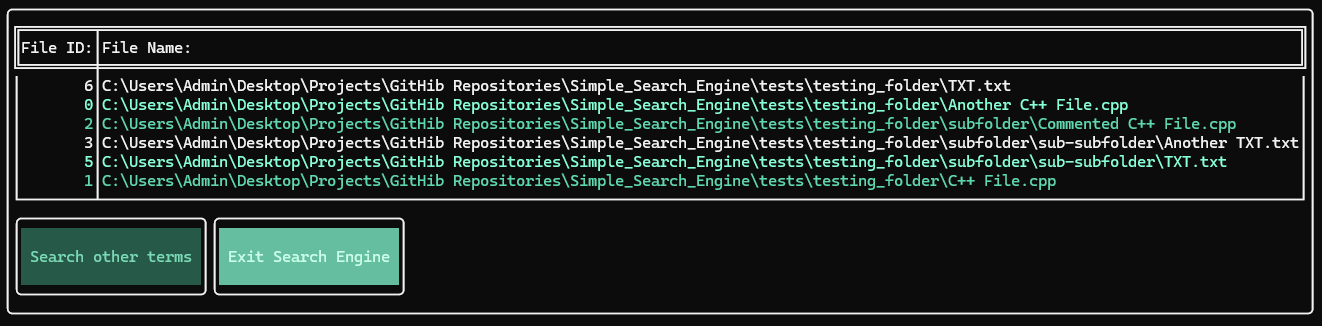 File ID: File Name:
6 C:\Users\Admin\Desktop\Projects\GitHib Repositories\Simple_Search_Engine\tests\testing_folder\TXT.txt
0 C:\Users\Admin\Desktop\Projects\GitHib Repositories\Simple_Search_Engine\tests\testing_folder\Another C++ File.cpp
2 C:\Users\Admin\Desktop\Projects\GitHib Repositories\Simple_Search_Engine\tests\testing_folder\subfolder\Commented C++ File.cpp
3 C:\Users\Admin\Desktop\Projects\GitHib Repositories\Simple_Search_Engine\tests\testing_folder\subfolder\sub-subfolder\Another TXT.txt
5 C:\Users\Admin\Desktop\Projects\GitHib Repositories\Simple_Search_Engine\tests\testing_folder\subfolder\sub-subfolder\TXT.txt
1 C:\Users\Admin\Desktop\Projects\GitHib Repositories\Simple_Search_Engine\tests\testing_folder\C++ File.cpp
Search other terms Exit Search Engine